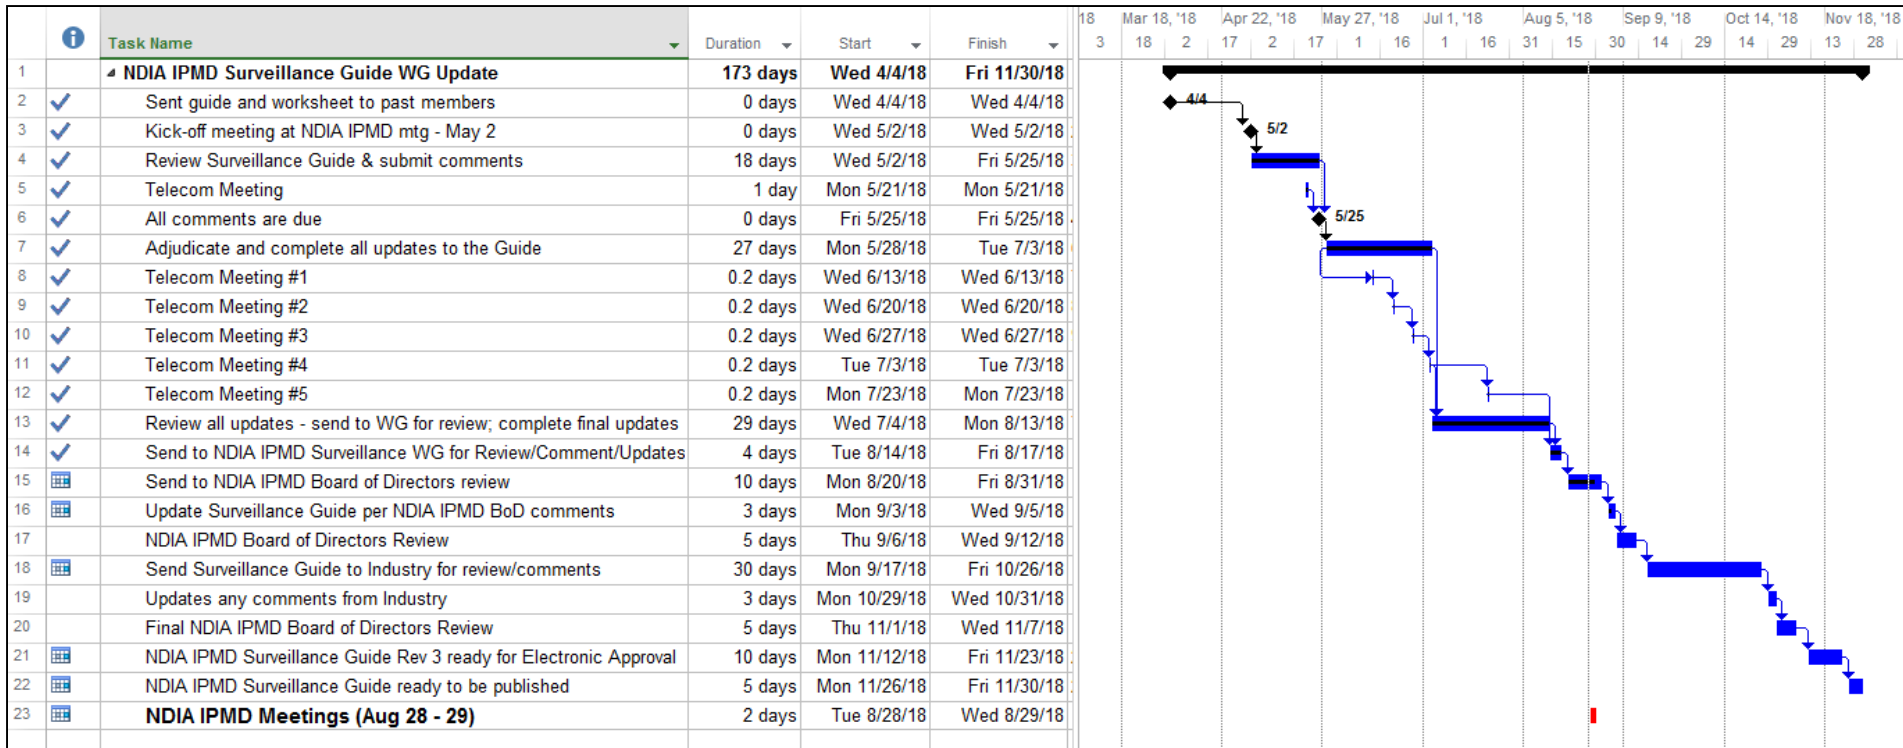 18 Mar 18, '18 Apr 22, '18 May 27, '18 Jul 1, '18 Aug 5, '18 Sep 9, '18 Oct 14, '18 Nov 18, '18
Task Name Duration Start Finish 3 18 2 17 2 17 1 16 1 16 31 15 30 14 29 14 29 13 28
1 NDIA IPMD Surveillance Guide WG Update 173 days Wed 4/4/18 Fri 11/30/18
2 Sent guide and worksheet to past members 0 days Wed 4/4/18 Wed 4/4/18 4/4
3 Kick-off meeting at NDIA IPMD mtg - May 2 0 days Wed 5/2/18 Wed 5/2/18 5/2
4 Review Surveillance Guide & submit comments 18 days Wed 5/2/18 Fri 5/25/18
5 Telecom Meeting 1 day Mon 5/21/18 Mon 5/21/18
6 All comments are due 0 days Fri 5/25/18 Fri 5/25/18 5/25
7 Adjudicate and complete all updates to the Guide 27 days Mon 5/28/18 Tue 7/3/18
8 Telecom Meeting #1 0.2 days Wed 6/13/18 Wed 6/13/18
9 Telecom Meeting #2 0.2 days Wed 6/20/18 Wed 6/20/18
10 Telecom Meeting #3 0.2 days Wed 6/27/18 Wed 6/27/18
11 Telecom Meeting #4 0.2 days Tue 7/3/18 Tue 7/3/18
12 Telecom Meeting #5 0.2 days Mon 7/23/18 Mon 7/23/18
13 Review all updates - send to WG for review; complete final updates 29 days Wed 7/4/18 Mon 8/13/18
14 Send to NDIA IPMD Surveillance WG for Review/Comment/Updates 4 days Tue 8/14/18 Fri 8/17/18
15 Send to NDIA IPMD Board of Directors review 10 days Mon 8/20/18 Fri 8/31/18
16 Update Surveillance Guide per NDIA IPMD BoD comments 3 days Mon 9/3/18 Wed 9/5/18
17 NDIA IPMD Board of Directors Review 5 days Thu 9/6/18 Wed 9/12/18
18 Send Surveillance Guide to Industry for review/comments 30 days Mon 9/17/18 Fri 10/26/18
19 Updates any comments from Industry 3 days Mon 10/29/18 Wed 10/31/18
20 Final NDIA IPMD Board of Directors Review 5 days Thu 11/1/18 Wed 11/7/18
21 NDIA IPMD Surveillance Guide Rev 3 ready for Electronic Approval 10 days Mon 11/12/18 Fri 11/23/18
22 NDIA IPMD Surveillance Guide ready to be published 5 days Mon 11/26/18 Fri 11/30/18
23 NDIA IPMD Meetings (Aug 28 - 29) 2 days Tue 8/28/18 Wed 8/29/18